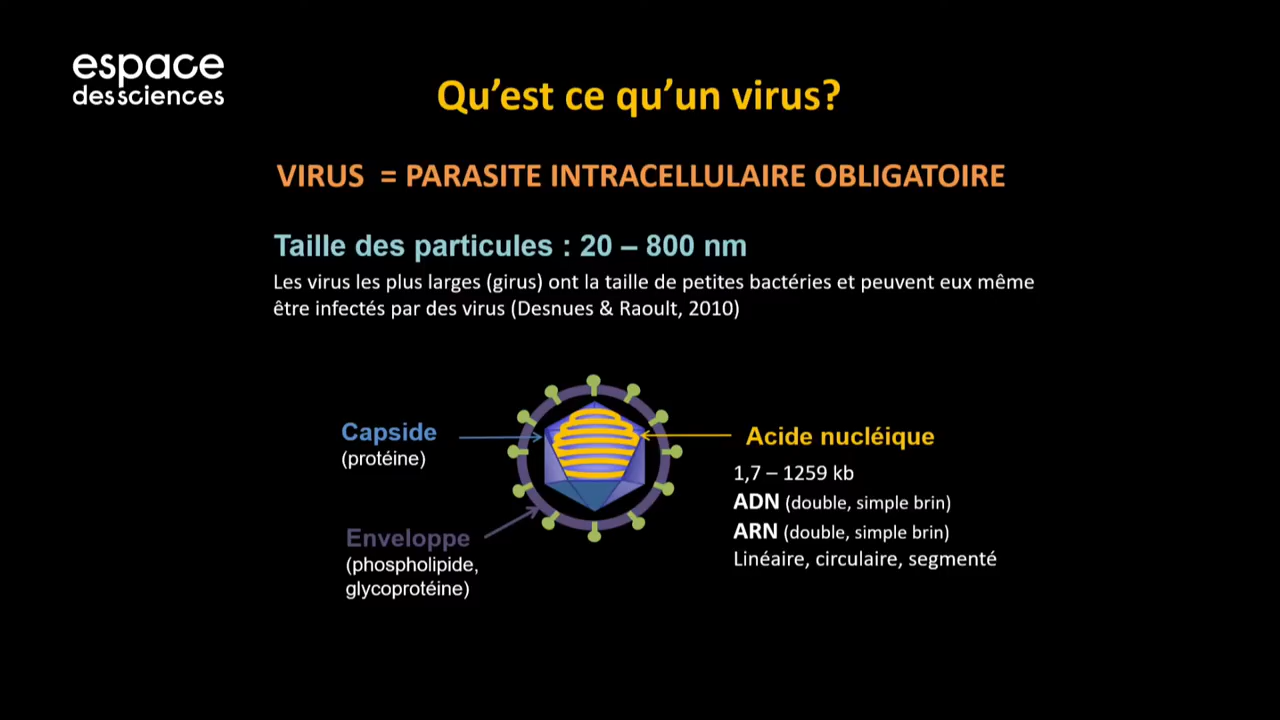 espace
des sciences
Qu'est ce qu'un virus?
VIRUS = PARASITE INTRACELLULAIRE OBLIGATOIRE
Taille des particules : 20 – 800 nm
Les virus les plus larges (girus) ont la taille de petites bactéries et peuvent eux même
être infectés par des virus (Desnues & Raoult, 2010)
Capside
(protéine)
Enveloppe
(phospholipide,
glycoprotéine)
Acide nucléique
1,7 – 1259 kb
ADN (double, simple brin)
ARN (double, simple brin)
Linéaire, circulaire, segmenté